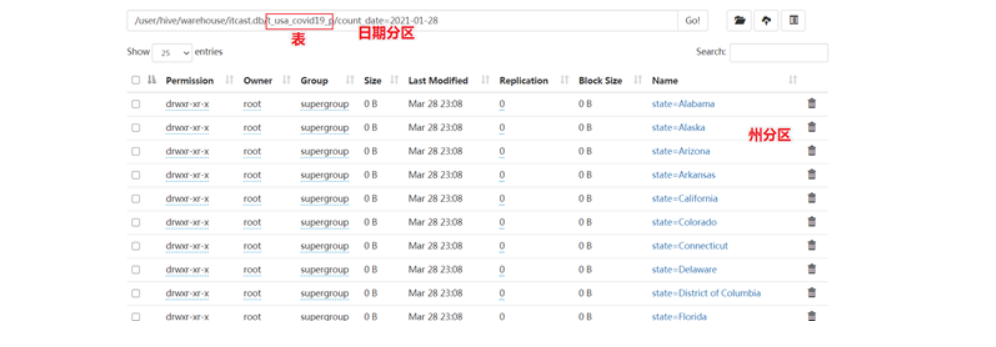 /user/hive/warehouse/itcast.db/t_usa_covid19_p/count_date=2021-01-28 Go!
表 日期分区
Show 25 entries Search:
Permission Owner Group Size Last Modified Replication Block Size Name
drwxr-xr-x root supergroup 0 B Mar 28 23:08 0 0 B state=Alabama
drwxr-xr-x root supergroup 0 B Mar 28 23:08 0 0 B state=Alaska
州分区
drwxr-xr-x root supergroup 0 B Mar 28 23:08 0 0 B state=Arizona
drwxr-xr-x root supergroup 0 B Mar 28 23:08 0 0 B state=Arkansas
drwxr-xr-x root supergroup 0 B Mar 28 23:08 0 0 B state=California
drwxr-xr-x root supergroup 0 B Mar 28 23:08 0 0 B state=Colorado
drwxr-xr-x root supergroup 0 B Mar 28 23:08 0 0 B state=Connecticut
drwxr-xr-x root supergroup 0 B Mar 28 23:08 0 0 B state=Delaware
drwxr-xr-x root supergroup 0 B Mar 28 23:08 0 0 B state=District of Columbia
drwxr-xr-x root supergroup 0 B Mar 28 23:08 0 0 B state=Florida